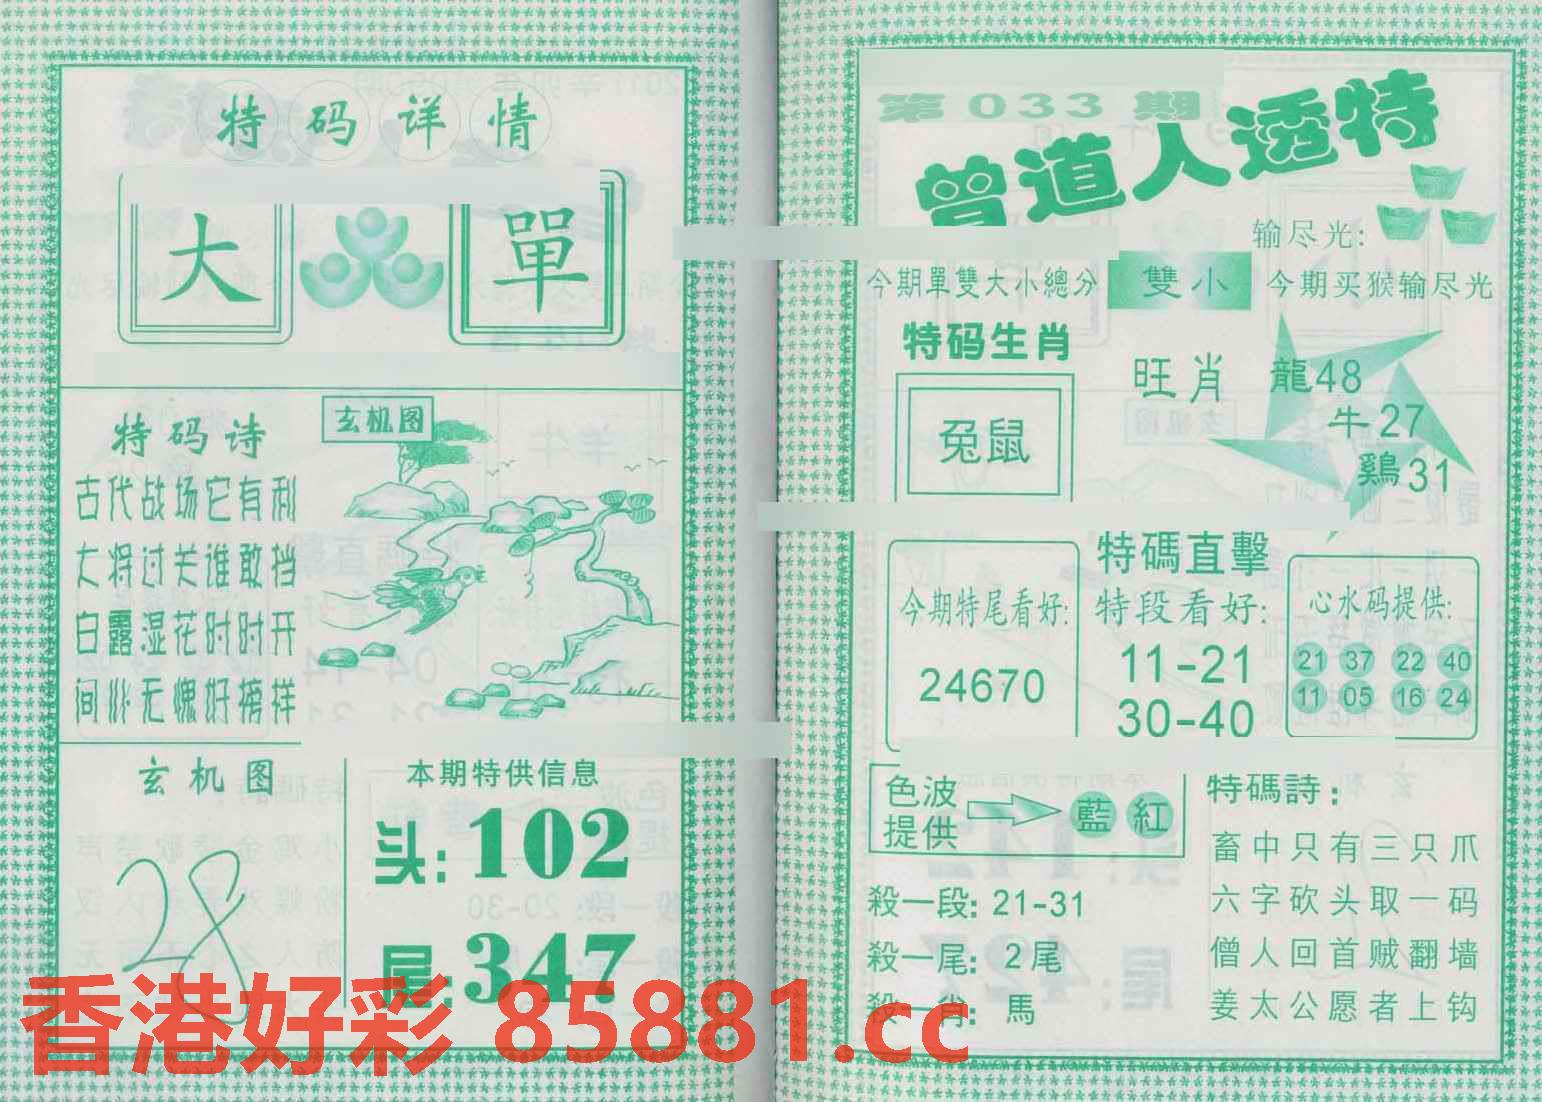 特码详情
大
單
特码诗
玄机图
古代战场它有利
大将过关谁敢挡
白露湿花时时开
间卟无愧好榜祥
玄机图
28
本期特供信息
头:102
尾:347
第033期
曾道人透特
输尽光:
今期單雙大小總分
雙小
今期买猴输尽光
特码生肖
兔鼠
旺肖
龍48
牛27
鷄31
今期特尾看好:
24670
特碼直擊
特段看好:
11-21
30-40
心水码提供:
21 37 22 40
11 05 16 24
色波
提供
藍 紅
殺一段: 21-31
殺一尾: 2尾
殺一肖: 馬
特碼詩:
畜中只有三只爪
六字砍头取一码
僧人回首贼翻墙
姜太公愿者上钩
香港好彩 85881.cc